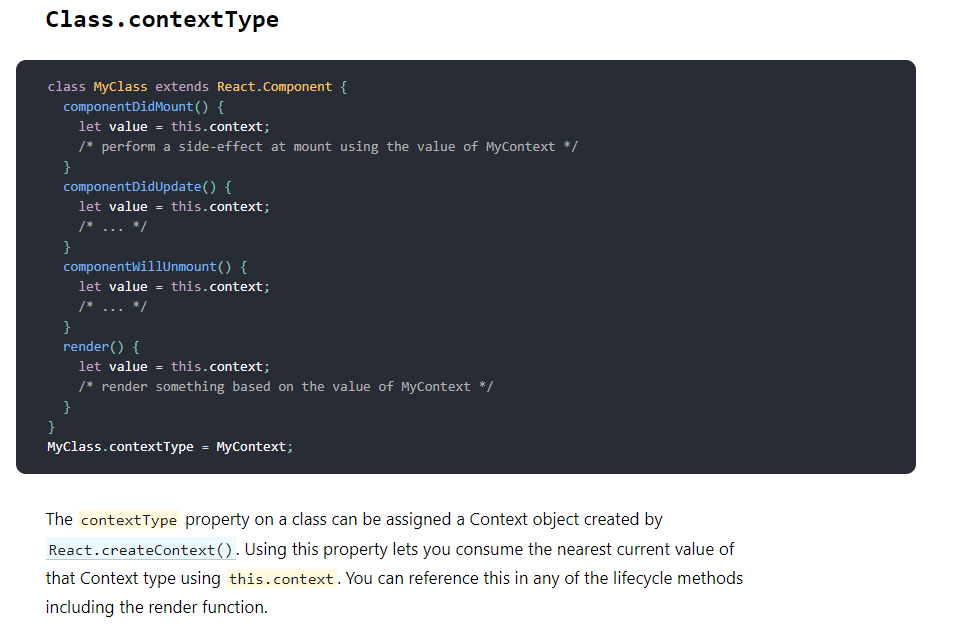 Class.contextType
class MyClass extends React.Component {
  componentDidMount() {
    let value = this.context;
    /* perform a side-effect at mount using the value of MyContext */
  }
  componentDidUpdate() {
    let value = this.context;
    /* ... */
  }
  componentWillUnmount() {
    let value = this.context;
    /* ... */
  }
  render() {
    let value = this.context;
    /* render something based on the value of MyContext */
  }
}
MyClass.contextType = MyContext;
The contextType property on a class can be assigned a Context object created by
React.createContext(). Using this property lets you consume the nearest current value of
that Context type using this.context. You can reference this in any of the lifecycle methods
including the render function.